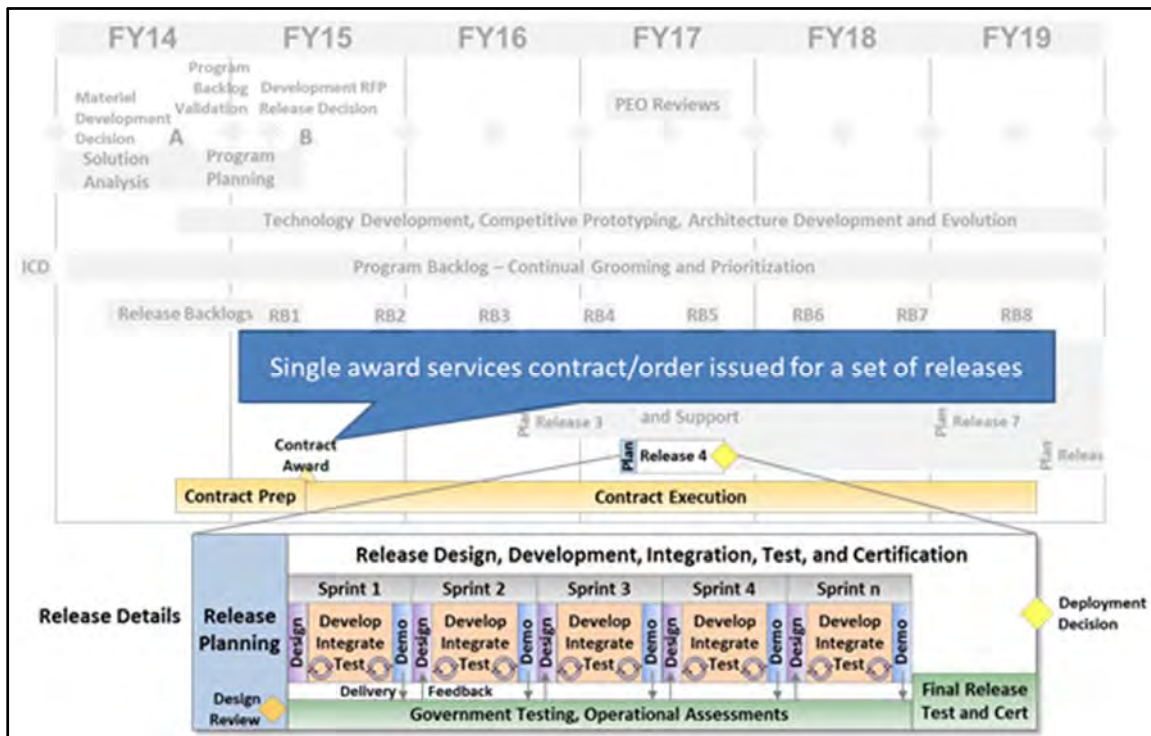 FY14 FY15 FY16 FY17 FY18 FY19
Program
Backlog
Validation
Development RFP
Release Decision
Materiel
Development
Decision
A
B
PEO Reviews
Solution
Analysis
Program
Planning
Technology Development, Competitive Prototyping, Architecture Development and Evolution
ICD
Program Backlog – Continual Grooming and Prioritization
Release Backlogs RB1 RB2 RB3 RB4 RB5 RB6 RB7 RB8
Single award services contract/order issued for a set of releases
Plan Release 3
and Support
Plan Release 7
Contract
Award
Plan Release 4
Plan Releas
Contract Prep
Contract Execution
Release Design, Development, Integration, Test, and Certification
Sprint 1 Sprint 2 Sprint 3 Sprint 4 Sprint n
Release Details
Release
Planning
Design
Develop
Integrate
Test
Demo
Design
Develop
Integrate
Test
Demo
Design
Develop
Integrate
Test
Demo
Design
Develop
Integrate
Test
Demo
Design
Develop
Integrate
Test
Demo
Deployment
Decision
Design
Review
Delivery
Feedback
Government Testing, Operational Assessments
Final Release
Test and Cert